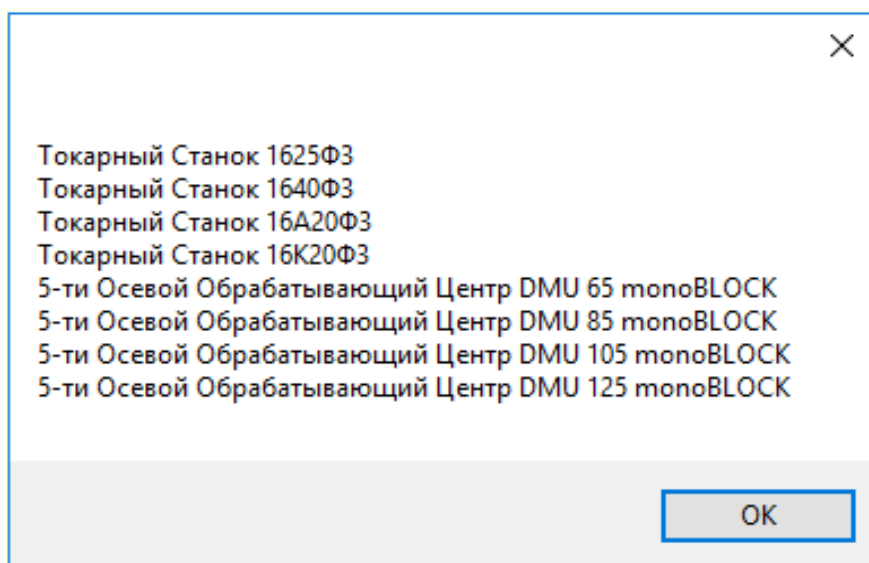 Токарный Станок 1625Ф3
Токарный Станок 1640Ф3
Токарный Станок 16А20Ф3
Токарный Станок 16К20Ф3
5-ти Осевой Обрабатывающий Центр DMU 65 monoBLOCK
5-ти Осевой Обрабатывающий Центр DMU 85 monoBLOCK
5-ти Осевой Обрабатывающий Центр DMU 105 monoBLOCK
5-ти Осевой Обрабатывающий Центр DMU 125 monoBLOCK
ОК